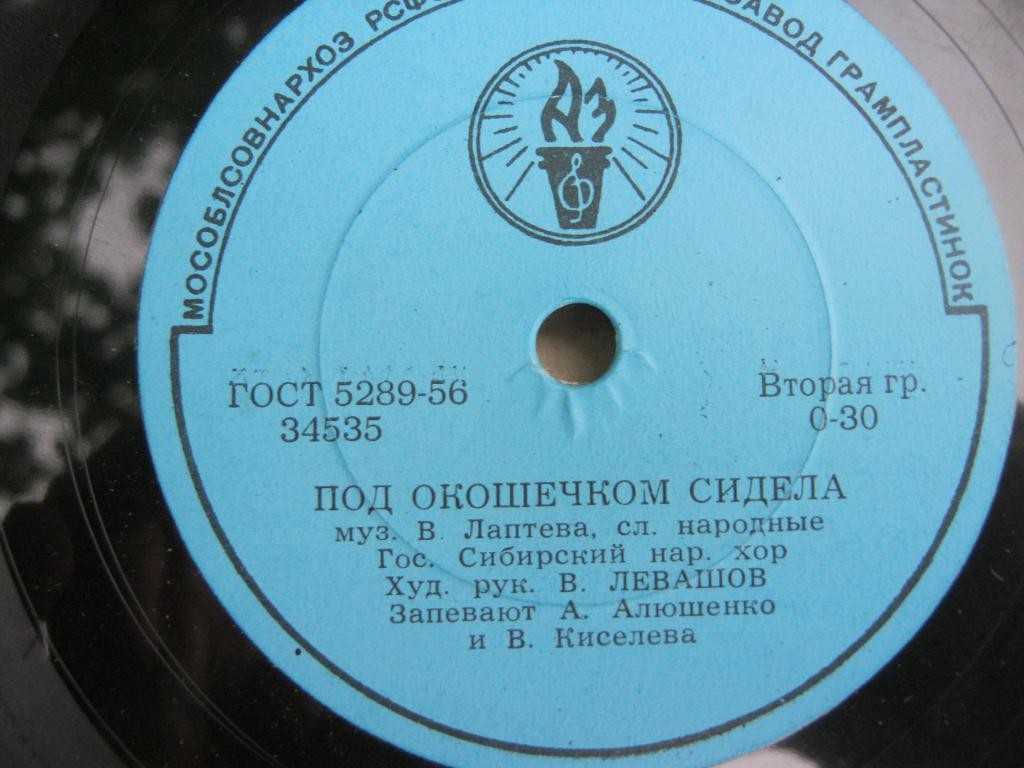 МОСОБЛСОВНАРХОЗ ЗАВОД ГРАМПЛАСТИНОК
АЗ
ГОСТ 5289-56
34535
Вторая гр.
0-30
ПОД ОКОШЕЧКОМ СИДЕЛА
муз. В. Лаптева, сл. народные
Гос. Сибирский нар. хор
Худ. рук. В. ЛЕВАШОВ
Запевают А. Алюшенко
и В. Киселева